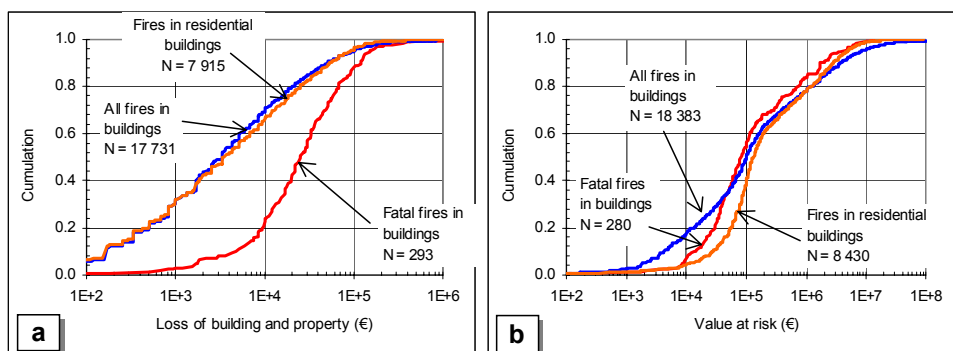 Fires in residential
buildings
N = 7 915
All fires in
buildings
N = 17 731
Fatal fires in
buildings
N = 293
Cumulation
1.0
0.8
0.6
0.4
0.2
0.0
1E+2 1E+3 1E+4 1E+5 1E+6
Loss of building and property (€)
a
All fires in
buildings
N = 18 383
Fatal fires
in buildings
N = 280
Fires in residential
buildings
N = 8 430
Cumulation
1.0
0.8
0.6
0.4
0.2
0.0
1E+2 1E+3 1E+4 1E+5 1E+6 1E+7 1E+8
Value at risk (€)
b